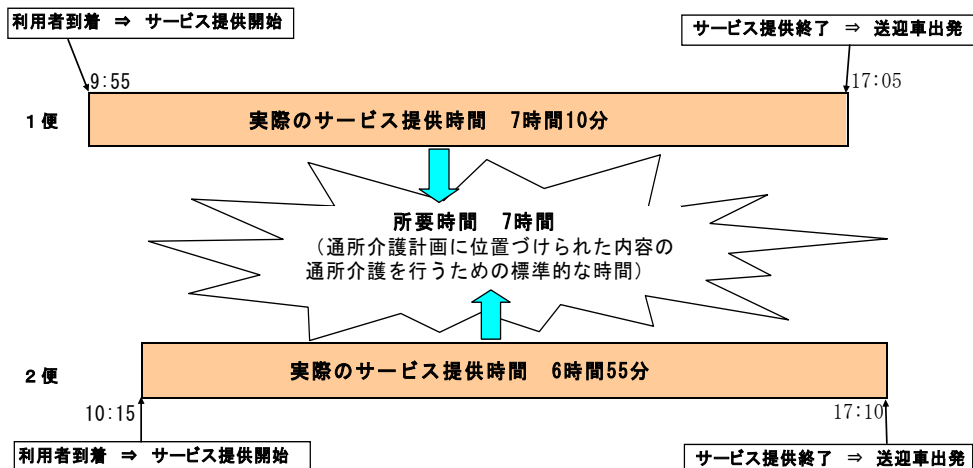 利用者到着 ⇒ サービス提供開始
サービス提供終了 ⇒ 送迎車出発
9:55
17:05
1便
実際のサービス提供時間 7時間10分
所要時間 7時間
(通所介護計画に位置づけられた内容の
通所介護を行うための標準的な時間)
2便
実際のサービス提供時間 6時間55分
10:15
17:10
利用者到着 ⇒ サービス提供開始
サービス提供終了 ⇒ 送迎車出発